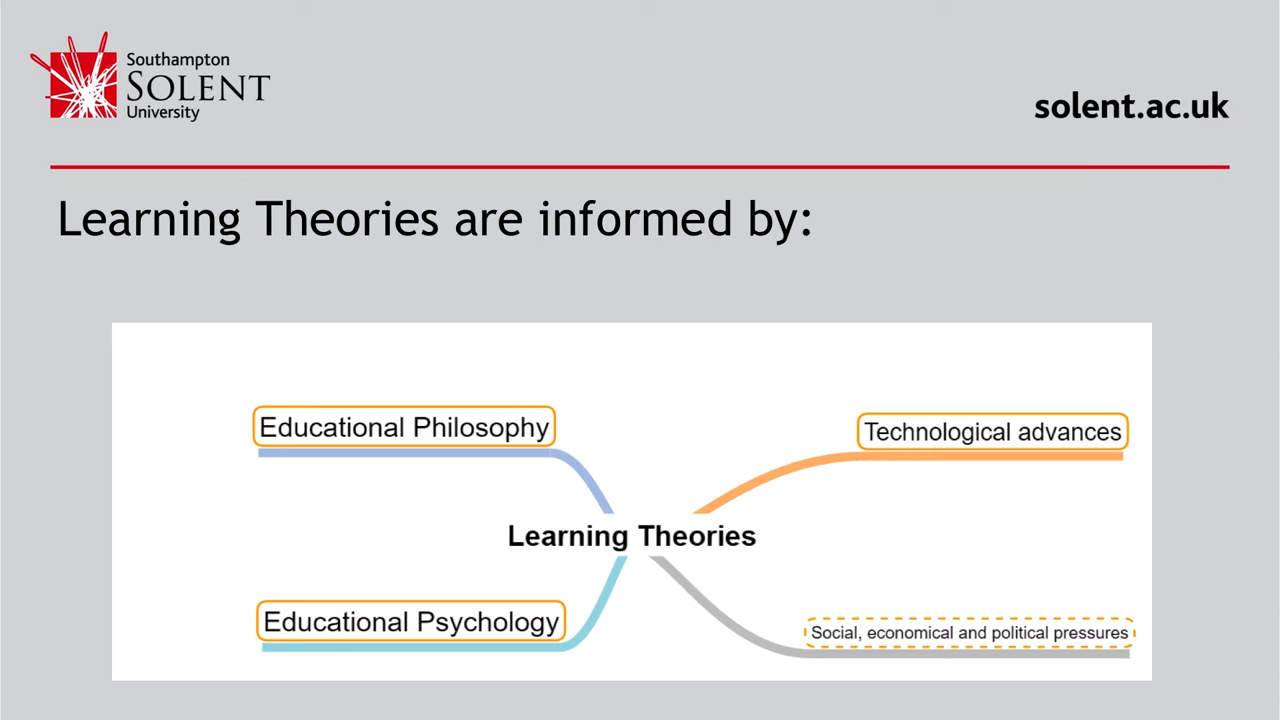 Southampton
SOLENT
University
solent.ac.uk
Learning Theories are informed by:
Educational Philosophy
Technological advances
Learning Theories
Educational Psychology
Social, economical and political pressures